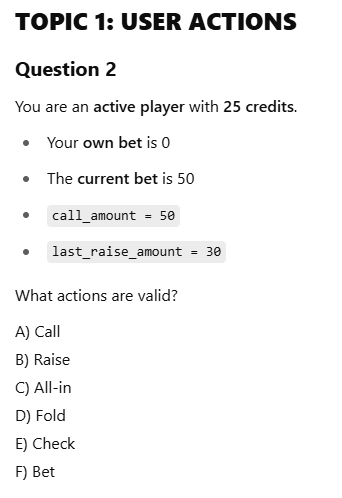 TOPIC 1: USER ACTIONS
Question 2
You are an active player with 25 credits.
• Your own bet is 0
• The current bet is 50
• call_amount = 50
• last_raise_amount = 30
What actions are valid?
A) Call
B) Raise
C) All-in
D) Fold
E) Check
F) Bet